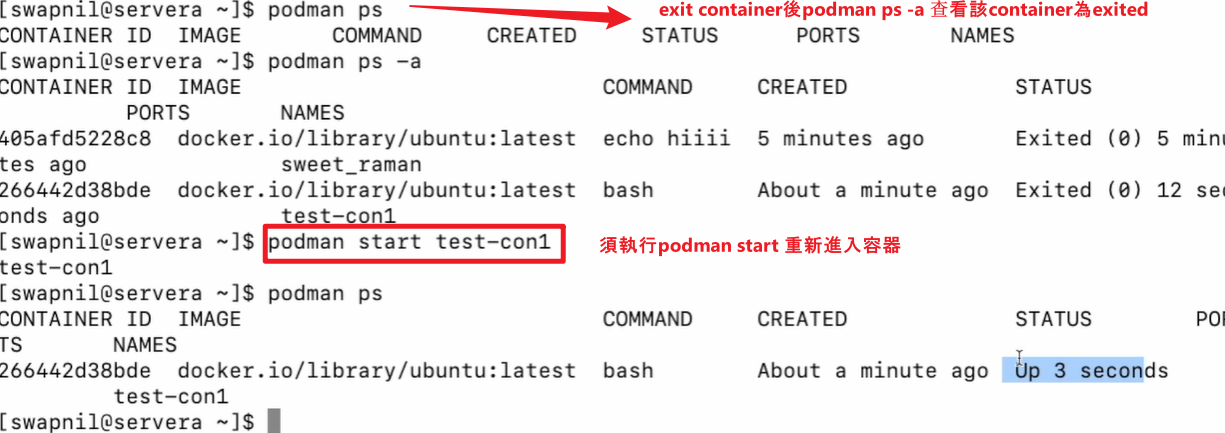 [swapnil@servera ~]$ podman ps
exit container後podman ps -a 查看該container為exited
CONTAINER ID  IMAGE       COMMAND     CREATED     STATUS      PORTS       NAMES
[swapnil@servera ~]$ podman ps -a
CONTAINER ID  IMAGE                            COMMAND     CREATED             STATUS
PORTS       NAMES
405afd5228c8  docker.io/library/ubuntu:latest  echo hiiii  5 minutes ago       Exited (0) 5 minu
tes ago               sweet_raman
266442d38bde  docker.io/library/ubuntu:latest  bash        About a minute ago  Exited (0) 12 sec
onds ago              test-con1
[swapnil@servera ~]$ podman start test-con1
須執行podman start 重新進入容器
test-con1
[swapnil@servera ~]$ podman ps
CONTAINER ID  IMAGE                            COMMAND     CREATED             STATUS        POR
TS       NAMES
266442d38bde  docker.io/library/ubuntu:latest  bash        About a minute ago  Up 3 seconds
test-con1
[swapnil@servera ~]$